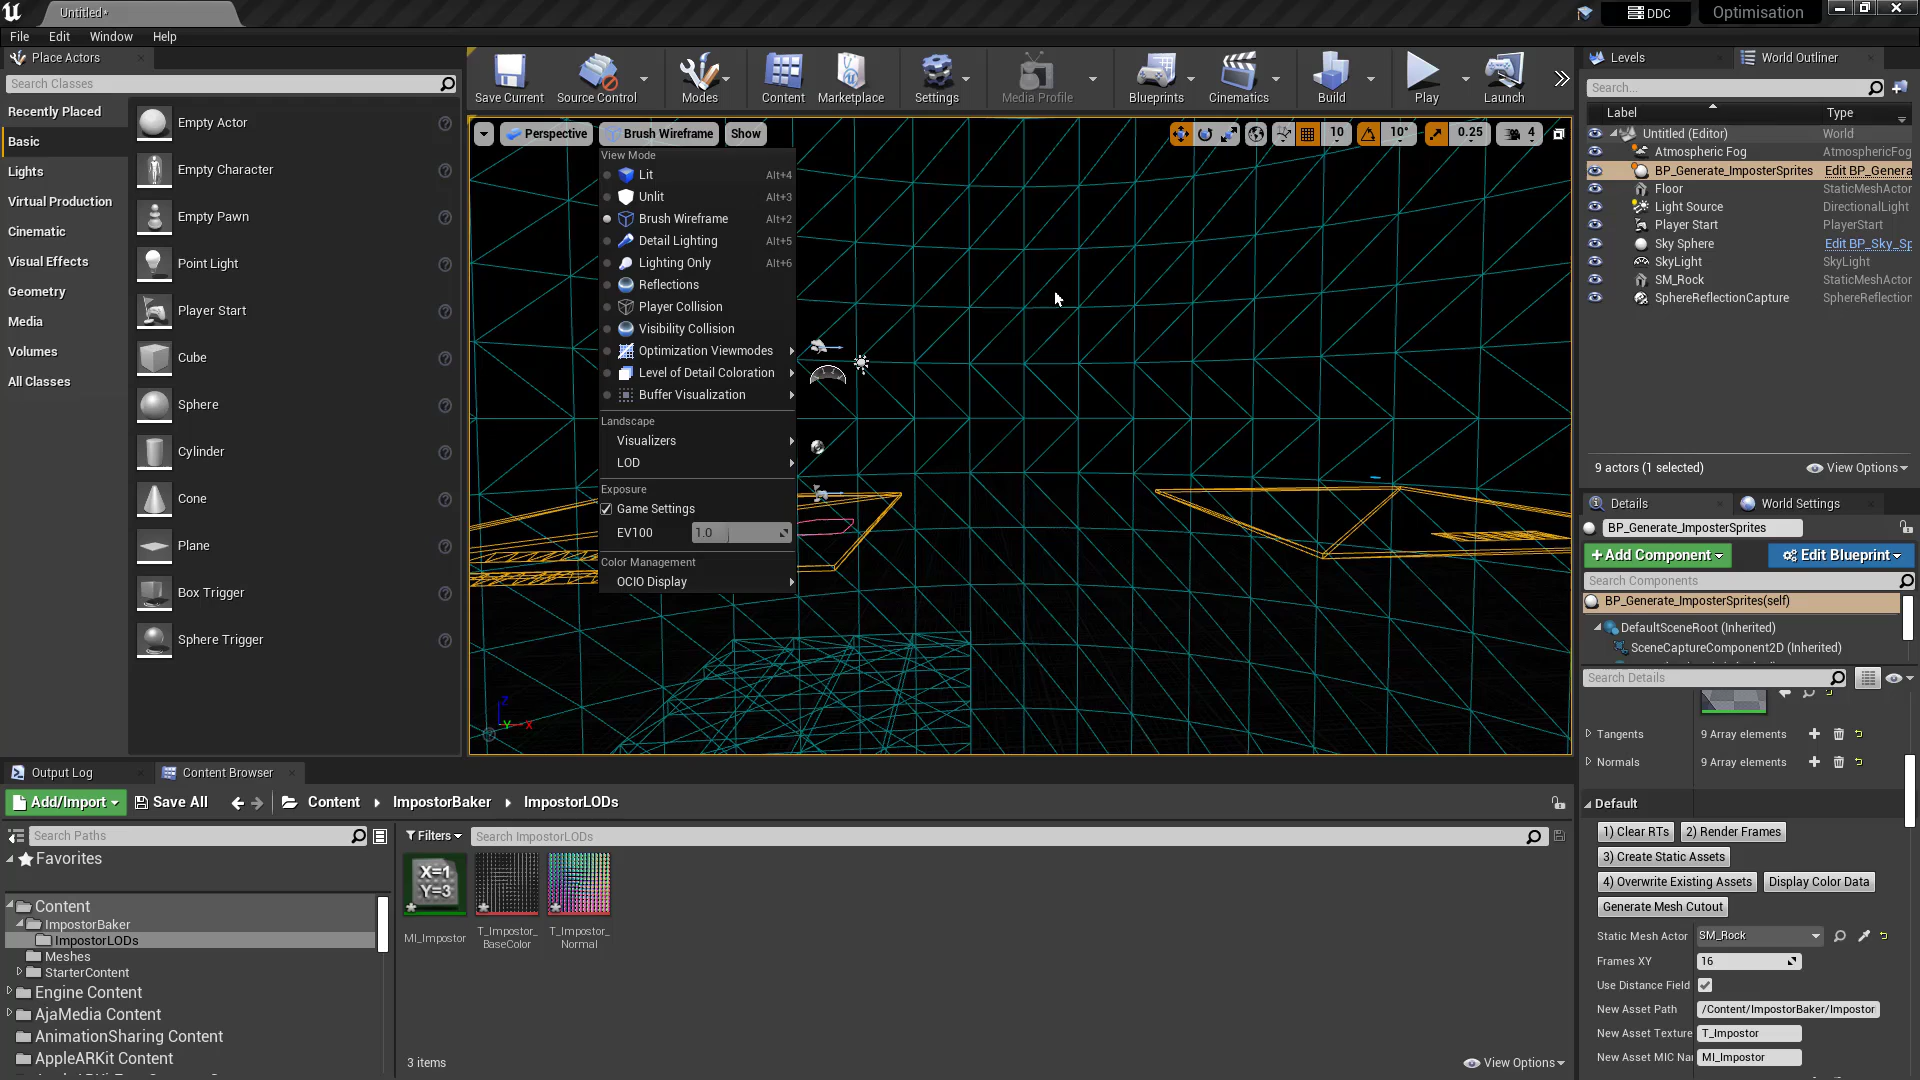 Untitled*
DDC
Optimisation
File
Edit
Window
Help
Place Actors
Search Classes
Recently Placed
Basic
Lights
Virtual Production
Cinematic
Visual Effects
Geometry
Media
Volumes
All Classes
Empty Actor
Empty Character
Empty Pawn
Point Light
Player Start
Cube
Sphere
Cylinder
Cone
Plane
Box Trigger
Sphere Trigger
Save Current
Source Control
Modes
Content
Marketplace
Settings
Media Profile
Blueprints
Cinematics
Build
Play
Launch
Perspective
Brush Wireframe
Show
10
10°
0.25
4
View Mode
Lit Alt+4
Unlit Alt+3
Brush Wireframe Alt+2
Detail Lighting Alt+5
Lighting Only Alt+6
Reflections
Player Collision
Visibility Collision
Optimization Viewmodes
Level of Detail Coloration
Buffer Visualization
Landscape
Visualizers
LOD
Exposure
Game Settings
EV100 1.0
Color Management
OCIO Display
Z
Y
X
Levels
World Outliner
Search...
Label Type
Untitled (Editor) World
Atmospheric Fog AtmosphericFog
BP_Generate_ImposterSprites Edit BP_Genera
Floor StaticMeshActor
Light Source DirectionalLight
Player Start PlayerStart
Sky Sphere Edit BP_Sky_Sp
SkyLight SkyLight
SM_Rock StaticMeshActor
SphereReflectionCapture SphereReflection
9 actors (1 selected)
View Options
Details
World Settings
BP_Generate_ImposterSprites
+Add Component
Edit Blueprint
Search Components
BP_Generate_ImposterSprites(self)
DefaultSceneRoot (Inherited)
SceneCaptureComponent2D (Inherited)
Search Details
Tangents 9 Array elements
Normals 9 Array elements
Default
1) Clear RTs
2) Render Frames
3) Create Static Assets
4) Overwrite Existing Assets
Display Color Data
Generate Mesh Cutout
Static Mesh Actor SM_Rock
Frames XY 16
Use Distance Field
New Asset Path /Content/ImpostorBaker/Impostor
New Asset Texture T_Impostor
New Asset MIC Na MI_Impostor
Output Log
Content Browser
Add/Import
Save All
Content
ImpostorBaker
ImpostorLODs
Search Paths
Favorites
Content
ImpostorBaker
ImpostorLODs
Meshes
StarterContent
Engine Content
AjaMedia Content
AnimationSharing Content
AppleARKit Content
Filters
Search ImpostorLODs
X=1
Y=3
MI_Impostor
T_Impostor_
BaseColor
T_Impostor_
Normal
3 items
View Options